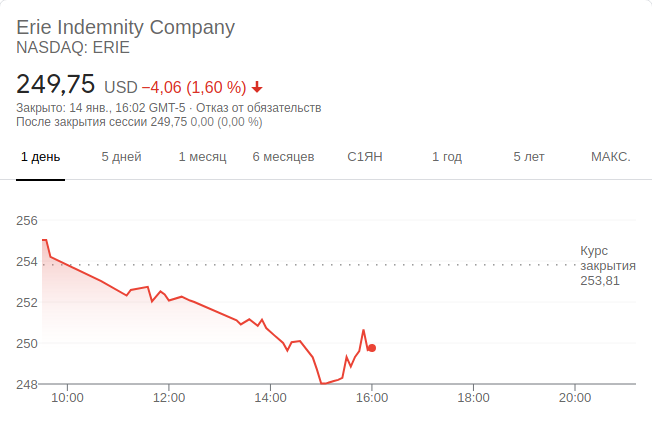 Erie Indemnity Company
NASDAQ: ERIE
249,75 USD −4,06 (1,60 %)
Закрыто: 14 янв., 16:02 GMT-5 · Отказ от обязательств
После закрытия сессии 249,75 0,00 (0,00 %)
1 день 5 дней 1 месяц 6 месяцев С1ЯН 1 год 5 лет МАКС.
256
254
252
250
248
Курс
закрытия
253,81
10:00 12:00 14:00 16:00 18:00 20:00